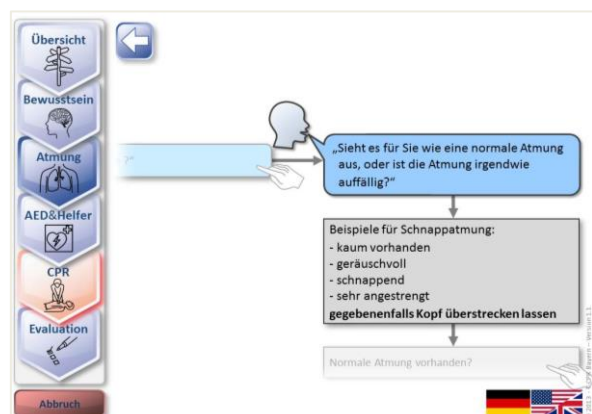 Übersicht
Bewusstsein
Atmung
AED&Helfer
CPR
Evaluation
Abbruch
?"
„Sieht es für Sie wie eine normale Atmung
aus, oder ist die Atmung irgendwie
auffällig?“
Beispiele für Schnappatmung:
- kaum vorhanden
- geräuschvoll
- schnappend
- sehr angestrengt
gegebenenfalls Kopf überstrecken lassen
Normale Atmung vorhanden?